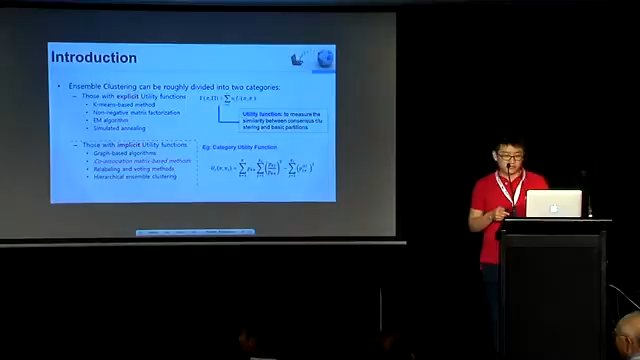 Introduction
• Ensemble Clustering can be roughly divided into two categories:
– Those with explicit Utility functions
• K-means-based method
• Non-negative matrix factorization
• EM algorithm
• Simulated annealing
Utility function: to measure the
similarity between consensus clu
stering and basic partitions
– Those with implicit Utility functions
• Graph-based algorithms
• Co-association matrix-based methods
• Relabeling and voting methods
• Hierarchical ensemble clustering
Eg: Category Utility Function